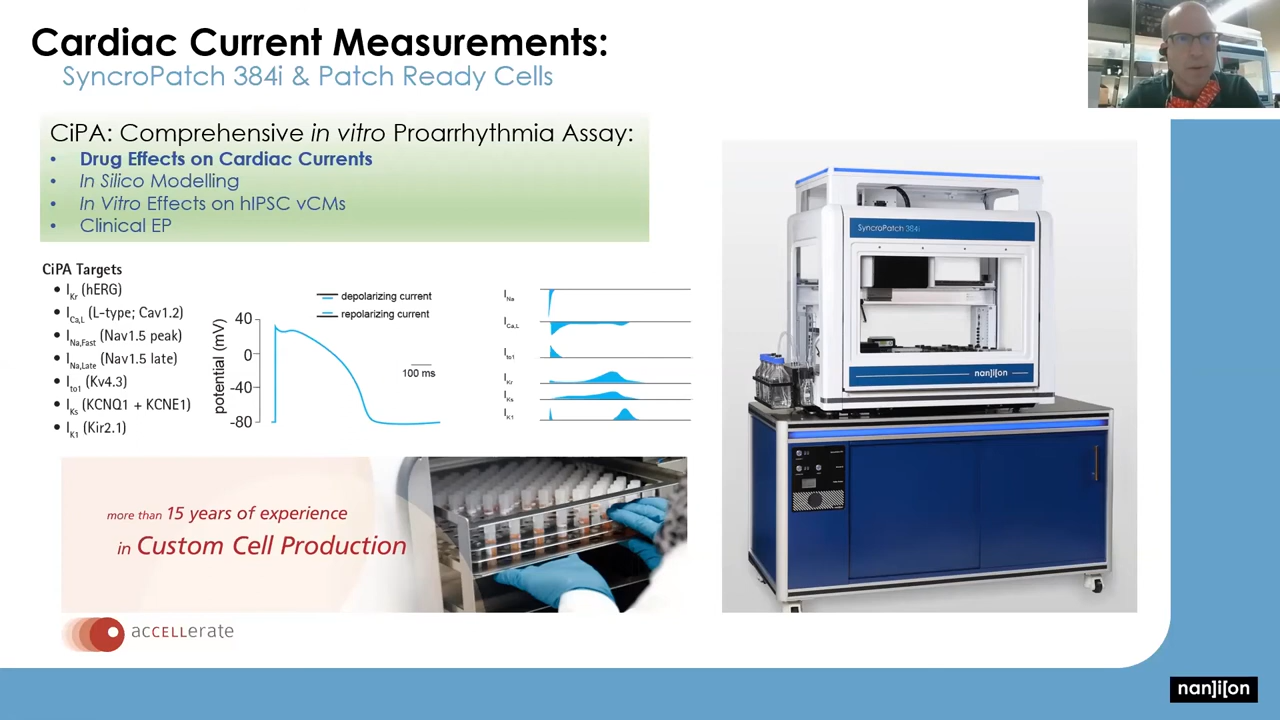 Cardiac Current Measurements:
SyncroPatch 384i & Patch Ready Cells
CiPA: Comprehensive in vitro Proarrhythmia Assay:
• Drug Effects on Cardiac Currents
• In Silico Modelling
• In Vitro Effects on hIPSC vCMs
• Clinical EP
CiPA Targets
• IKr (hERG)
• ICa,L (L-type; Cav1.2)
• INa,Fast (Nav1.5 peak)
• INa,Late (Nav1.5 late)
• Ito1 (Kv4.3)
• IKs (KCNQ1 + KCNE1)
• IK1 (Kir2.1)
depolarizing current
repolarizing current
potential (mV)
40
0
-40
-80
100 ms
INa
ICa,L
Ito1
IKr
IKs
IK1
SyncroPatch 384i
nan]i[on
more than 15 years of experience
in Custom Cell Production
acCELLerate
nan]i[on